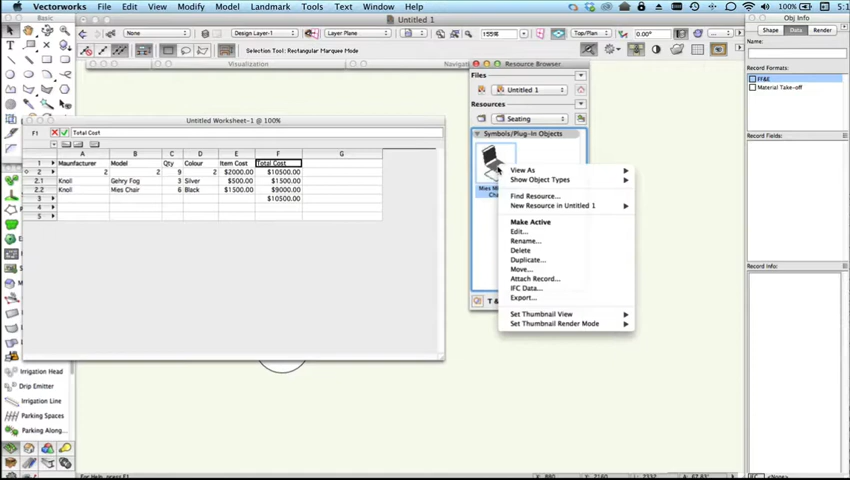 Vectorworks File Edit View Modify Model Landmark Tools Text Window Help 100% 5:1
Basic
Untitled 1
None
Design Layer-1
Layer Plane
155%
Top/Plan
0.00°
Selection Tool: Rectangular Marquee Mode
Visualization
Obj Info
Shape Data Render
Name:
Record Formats:
FF&E
Material Take-off
Record Fields:
Record Info:
Untitled Worksheet-1 @ 100%
F1 Total Cost
A B C D E F G
1 Maunfacturer Model Qty Colour Item Cost Total Cost
2 2 2 9 2 $2000.00 $10500.00
2.1 Knoll Gehry Fog 3 Silver $500.00 $1500.00
2.2 Knoll Mies Chair 6 Black $1500.00 $9000.00
3 $10500.00
4
5
Resource Browser
Files
Untitled 1
Resources
Seating
Symbols/Plug-In Objects
View As
Show Object Types
Find Resource...
New Resource in Untitled 1
Make Active
Edit...
Rename...
Delete
Duplicate...
Move...
Attach Record...
IFC Data...
Export...
Set Thumbnail View
Set Thumbnail Render Mode
Irrigation Head
Drip Emitter
Irrigation Line
Parking Spaces
Parking Along